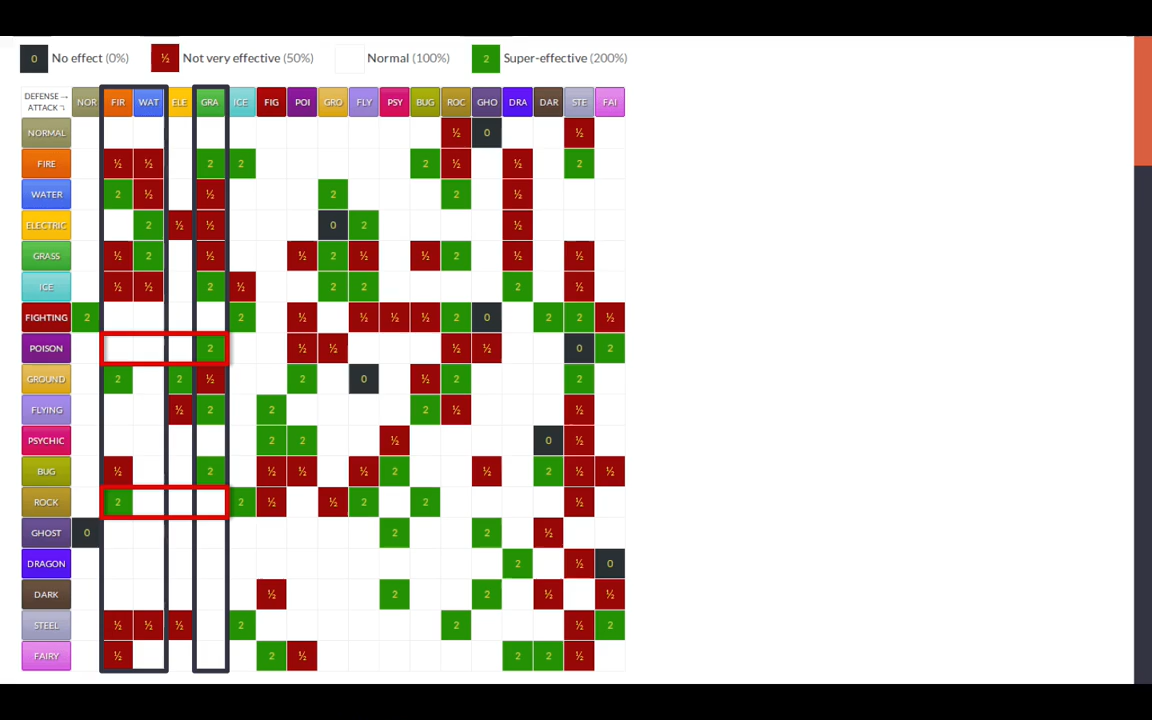 0 No effect (0%) ½ Not very effective (50%) Normal (100%) 2 Super-effective (200%)
DEFENSE → NOR FIR WAT ELE GRA ICE FIG POI GRO FLY PSY BUG ROC GHO DRA DAR STE FAI
ATTACK ↴
NORMAL ½ 0 ½
FIRE ½ ½ 2 2 2 ½ ½ 2
WATER 2 ½ ½ 2 2 ½
ELECTRIC 2 ½ ½ 0 2 ½
GRASS ½ 2 ½ ½ 2 ½ ½ 2 ½ ½
ICE ½ ½ 2 ½ 2 2 2 ½
FIGHTING 2 2 ½ ½ ½ ½ 2 0 2 2 ½
POISON 2 ½ ½ ½ ½ 0 2
GROUND 2 2 ½ 2 0 ½ 2 2
FLYING ½ 2 2 2 ½ ½
PSYCHIC 2 2 ½ 0 ½
BUG ½ 2 ½ ½ ½ 2 ½ 2 ½ ½
ROCK 2 2 ½ ½ 2 2 ½
GHOST 0 2 2 ½
DRAGON 2 ½ 0
DARK ½ 2 2 ½ ½
STEEL ½ ½ ½ 2 2 ½ 2
FAIRY ½ 2 ½ 2 2 ½